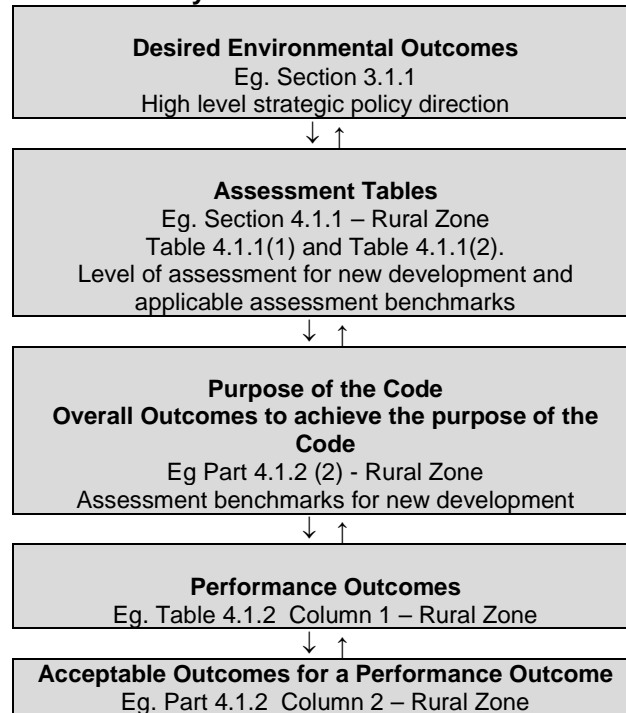 Desired Environmental Outcomes
Eg. Section 3.1.1
High level strategic policy direction
↓ ↑
Assessment Tables
Eg. Section 4.1.1 – Rural Zone
Table 4.1.1(1) and Table 4.1.1(2).
Level of assessment for new development and
applicable assessment benchmarks
↓ ↑
Purpose of the Code
Overall Outcomes to achieve the purpose of the
Code
Eg Part 4.1.2 (2) - Rural Zone
Assessment benchmarks for new development
↓ ↑
Performance Outcomes
Eg. Table 4.1.2 Column 1 – Rural Zone
↓ ↑
Acceptable Outcomes for a Performance Outcome
Eg. Part 4.1.2 Column 2 – Rural Zone